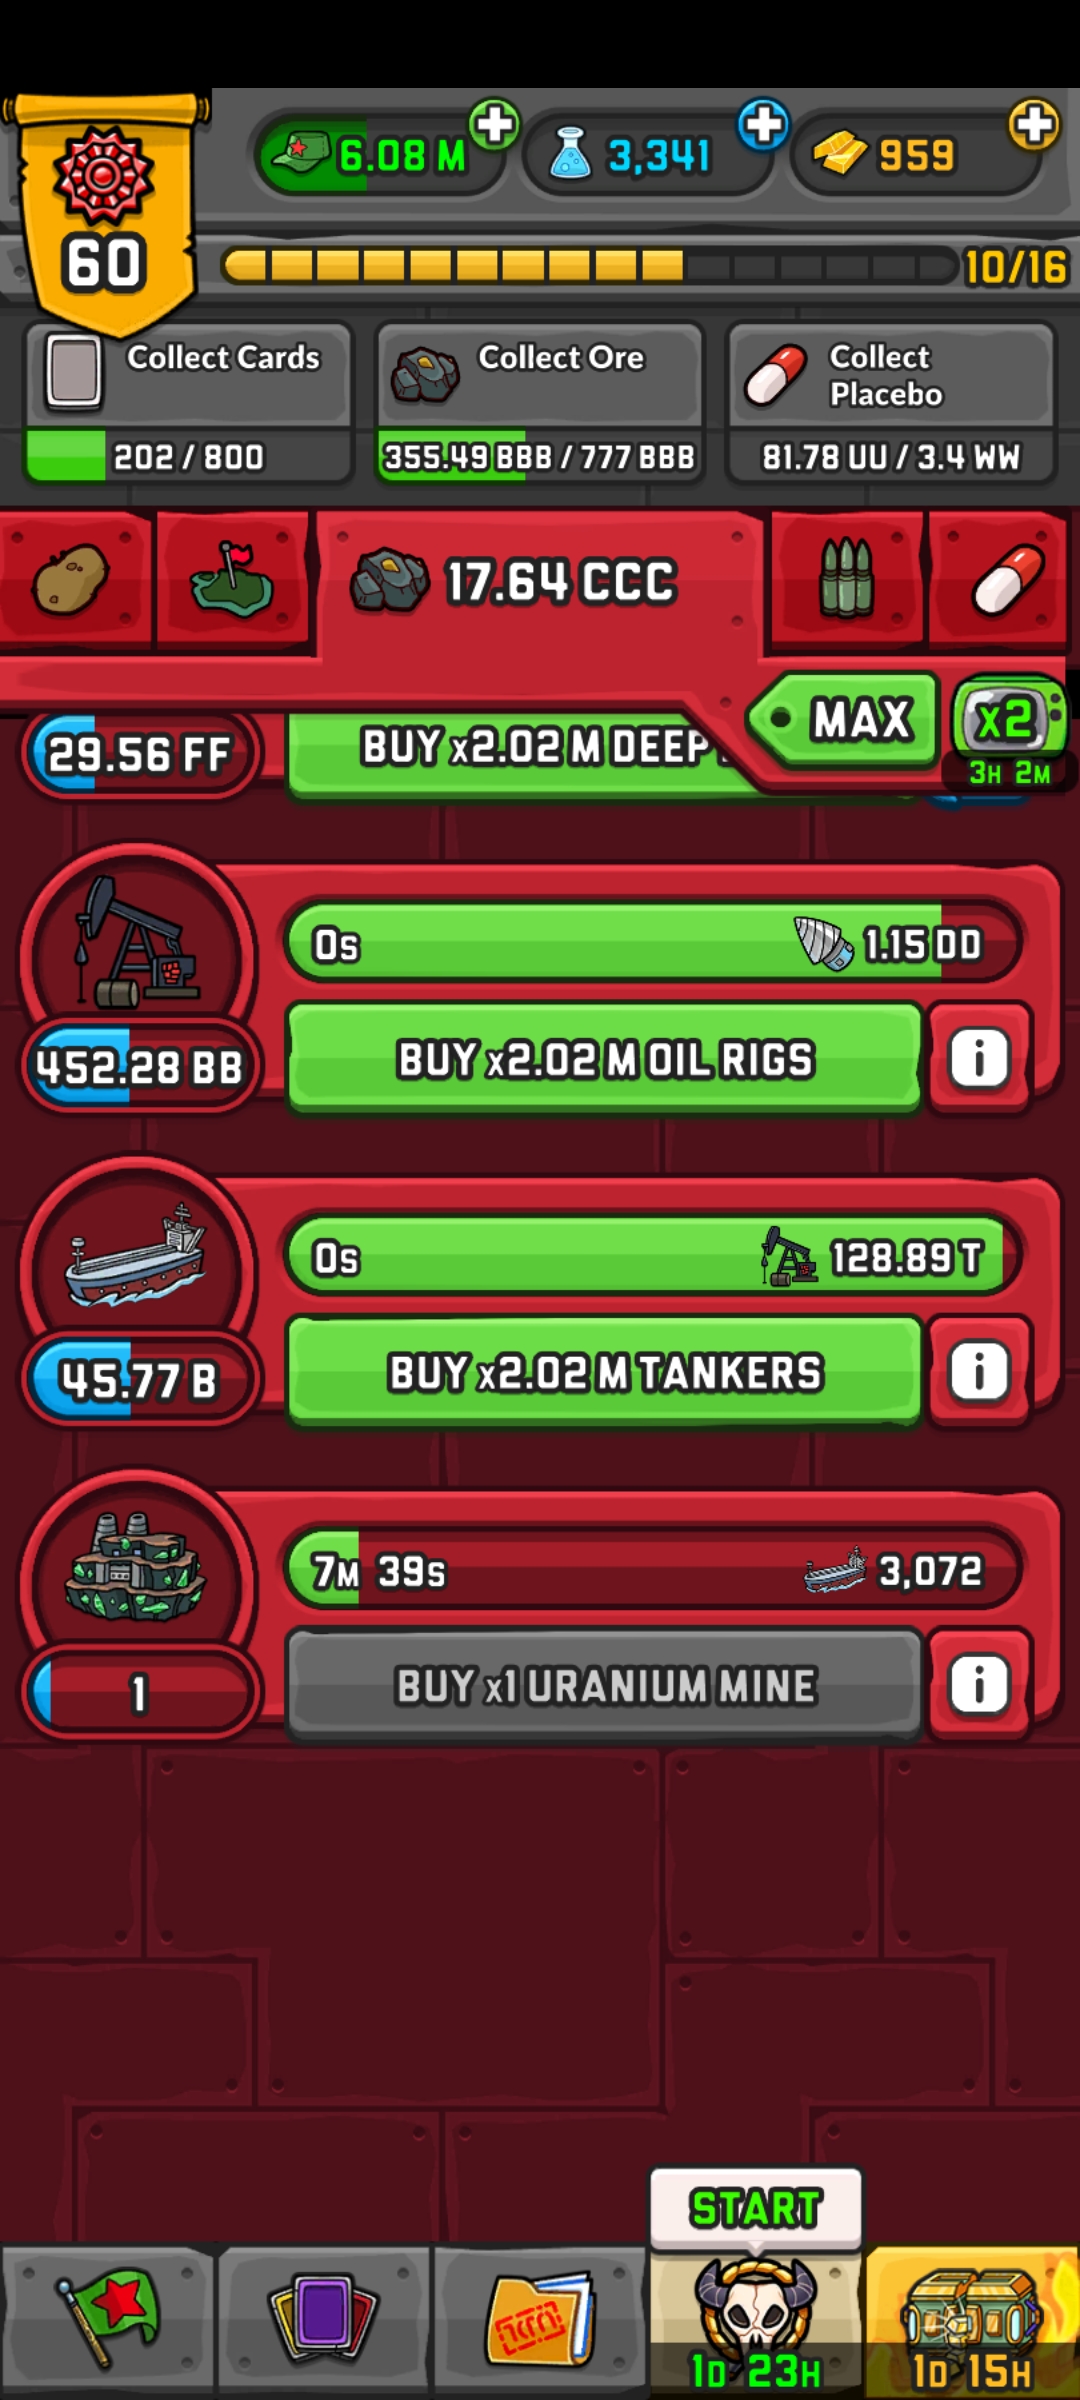 60
6.08 M
3,341
959
10/16
Collect Cards
202 / 800
Collect Ore
355.49 BBB / 777 BBB
Collect
Placebo
81.78 UU / 3.4 WW
17.64 CCC
MAX
x2
3H 2M
29.56 FF
BUY x2.02 M DEEP
0s
1.15 DD
452.28 BB
BUY x2.02 M OIL RIGS
i
0s
128.89 T
45.77 B
BUY x2.02 M TANKERS
i
7M 39s
3,072
1
BUY x1 URANIUM MINE
i
START
1D 23H
1D 15H